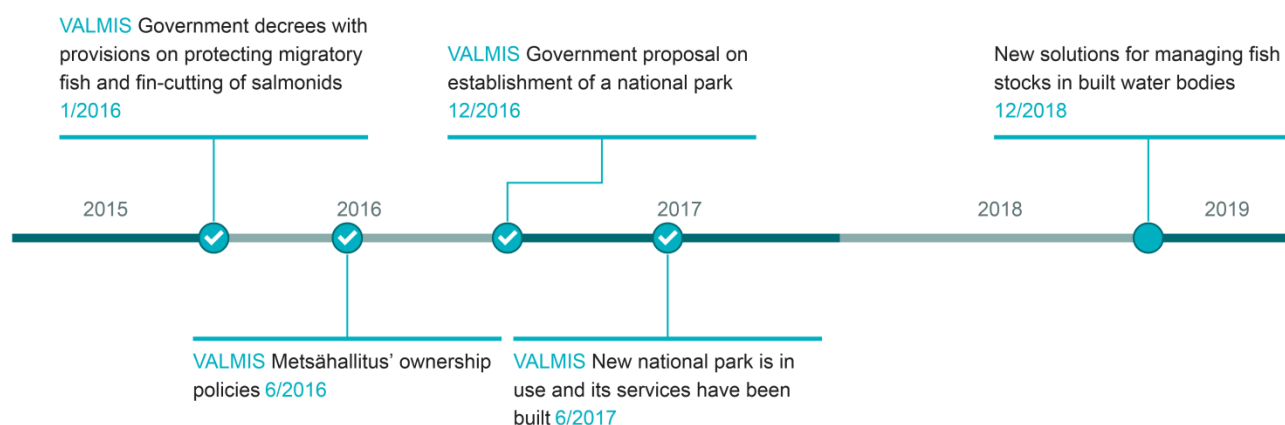 VALMIS Government decrees with
provisions on protecting migratory
fish and fin-cutting of salmonids
1/2016
VALMIS Government proposal on
establishment of a national park
12/2016
New solutions for managing fish
stocks in built water bodies
12/2018
2015
2016
2017
2018
2019
VALMIS Metsähallitus’ ownership
policies 6/2016
VALMIS New national park is in
use and its services have been
built 6/2017